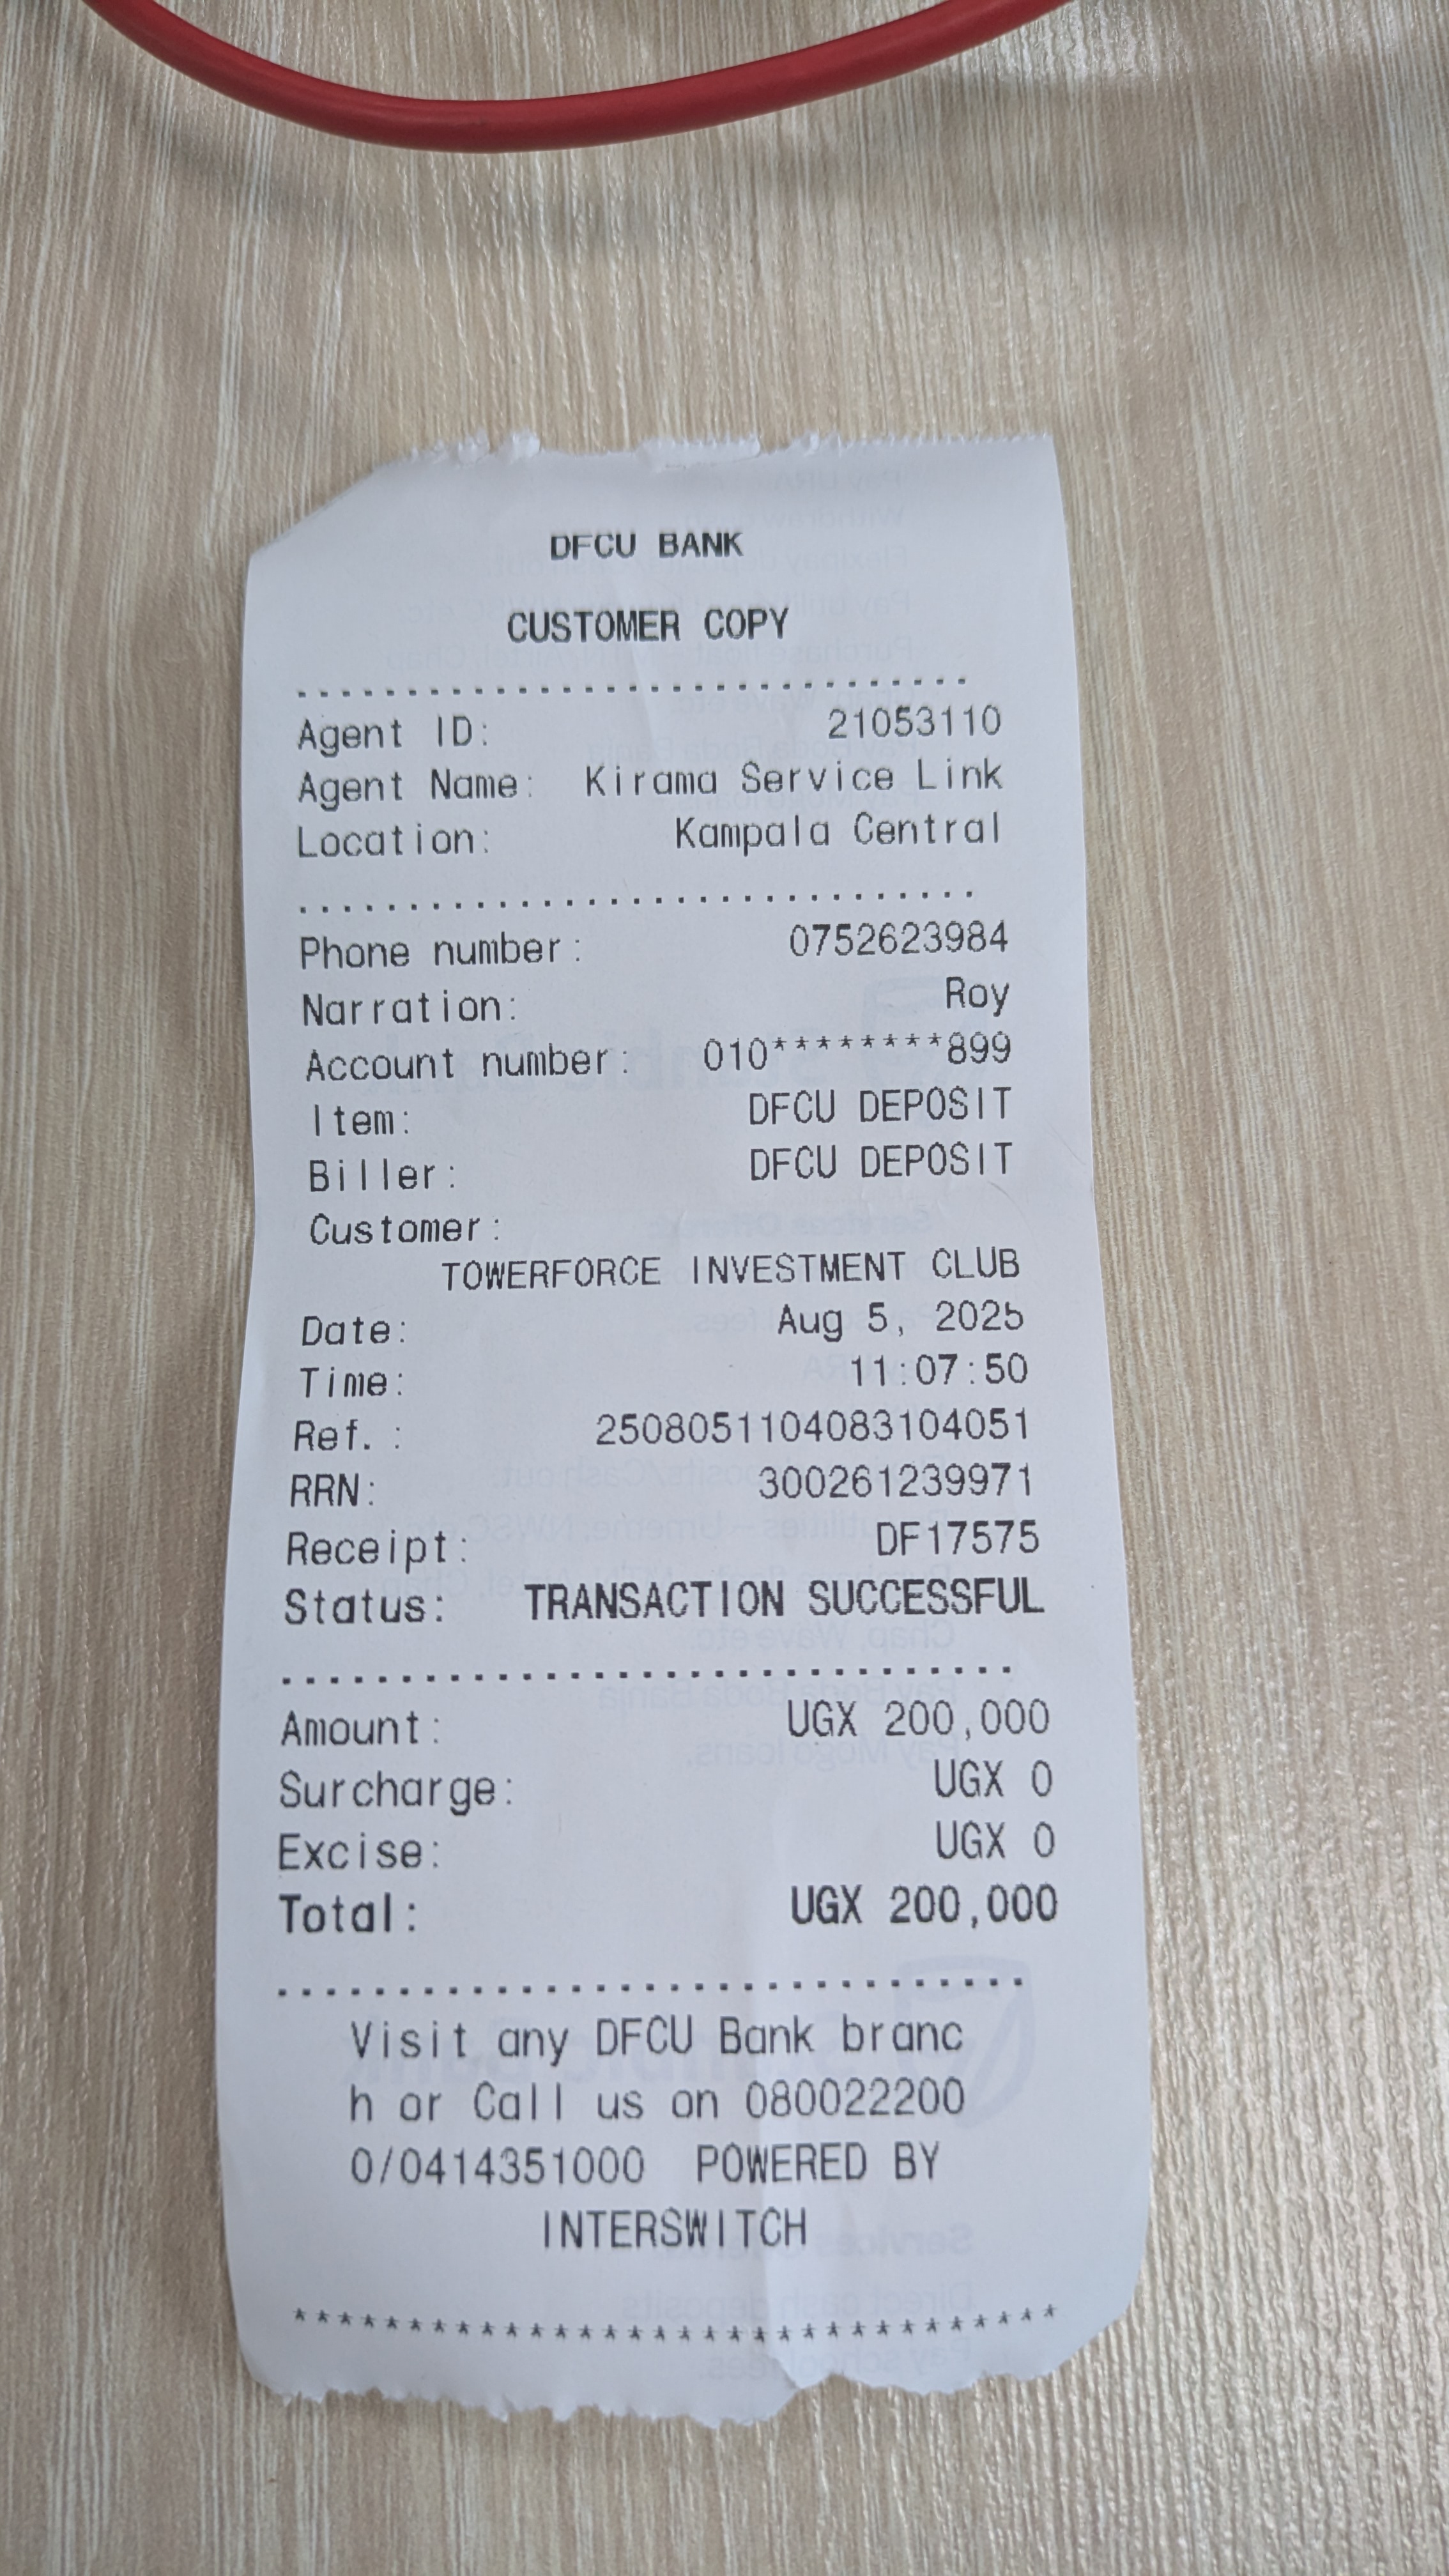 DFCU BANK
CUSTOMER COPY
Agent ID: 21053110
Agent Name: Kirama Service Link
Location: Kampala Central
Phone number: 0752623984
Narration: Roy
Account number: 010********899
Item: DFCU DEPOSIT
Biller: DFCU DEPOSIT
Customer:
TOWERFORCE INVESTMENT CLUB
Date: Aug 5, 2025
Time: 11:07:50
Ref. : 2508051104083104051
RRN: 300261239971
Receipt: DF17575
Status: TRANSACTION SUCCESSFUL
Amount: UGX 200,000
Surcharge: UGX 0
Excise: UGX 0
Total: UGX 200,000
Visit any DFCU Bank branc
h or Call us on 080022200
0/0414351000 POWERED BY
INTERSWITCH
*******************************